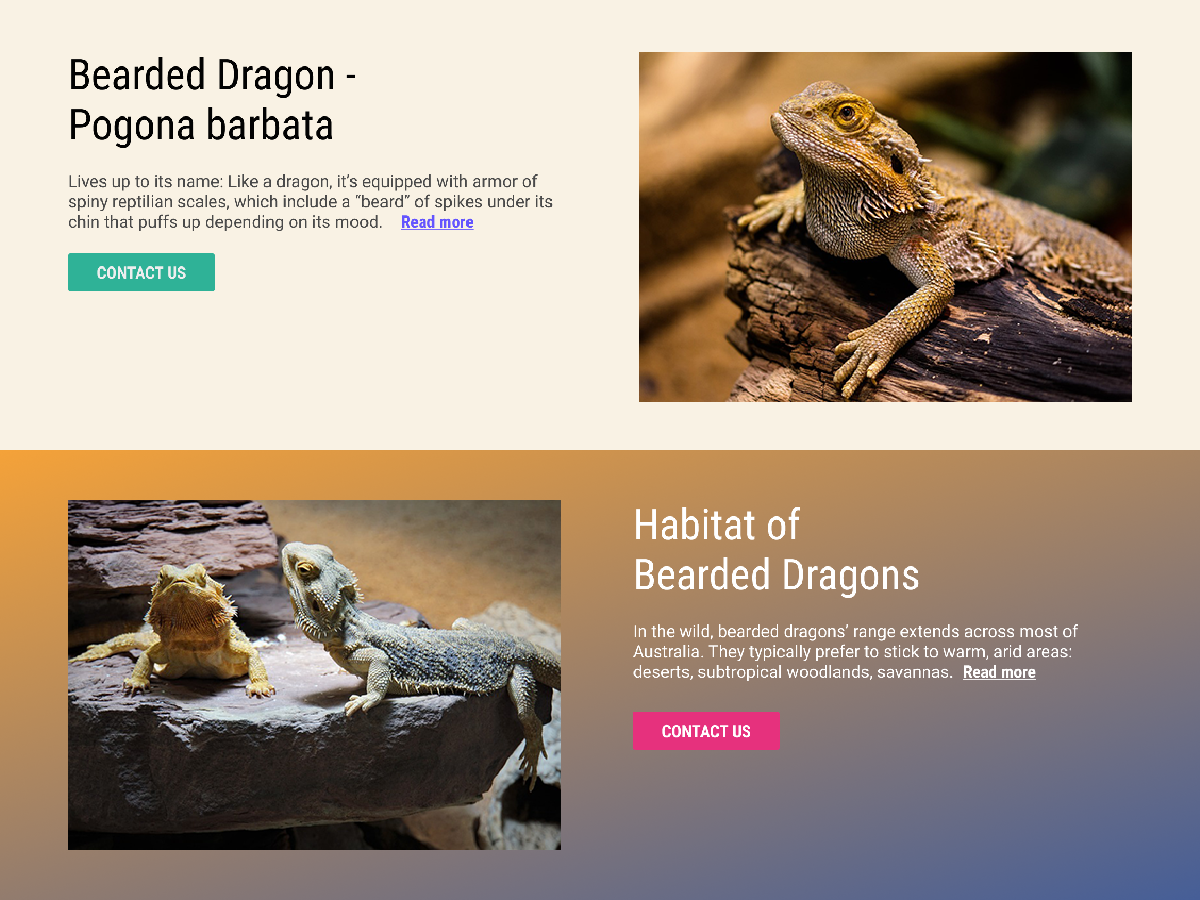 Bearded Dragon -
Pogona barbata
Lives up to its name: Like a dragon, it’s equipped with armor of
spiny reptilian scales, which include a “beard” of spikes under its
chin that puffs up depending on its mood. Read more
CONTACT US
Habitat of
Bearded Dragons
In the wild, bearded dragons’ range extends across most of
Australia. They typically prefer to stick to warm, arid areas:
deserts, subtropical woodlands, savannas. Read more
CONTACT US